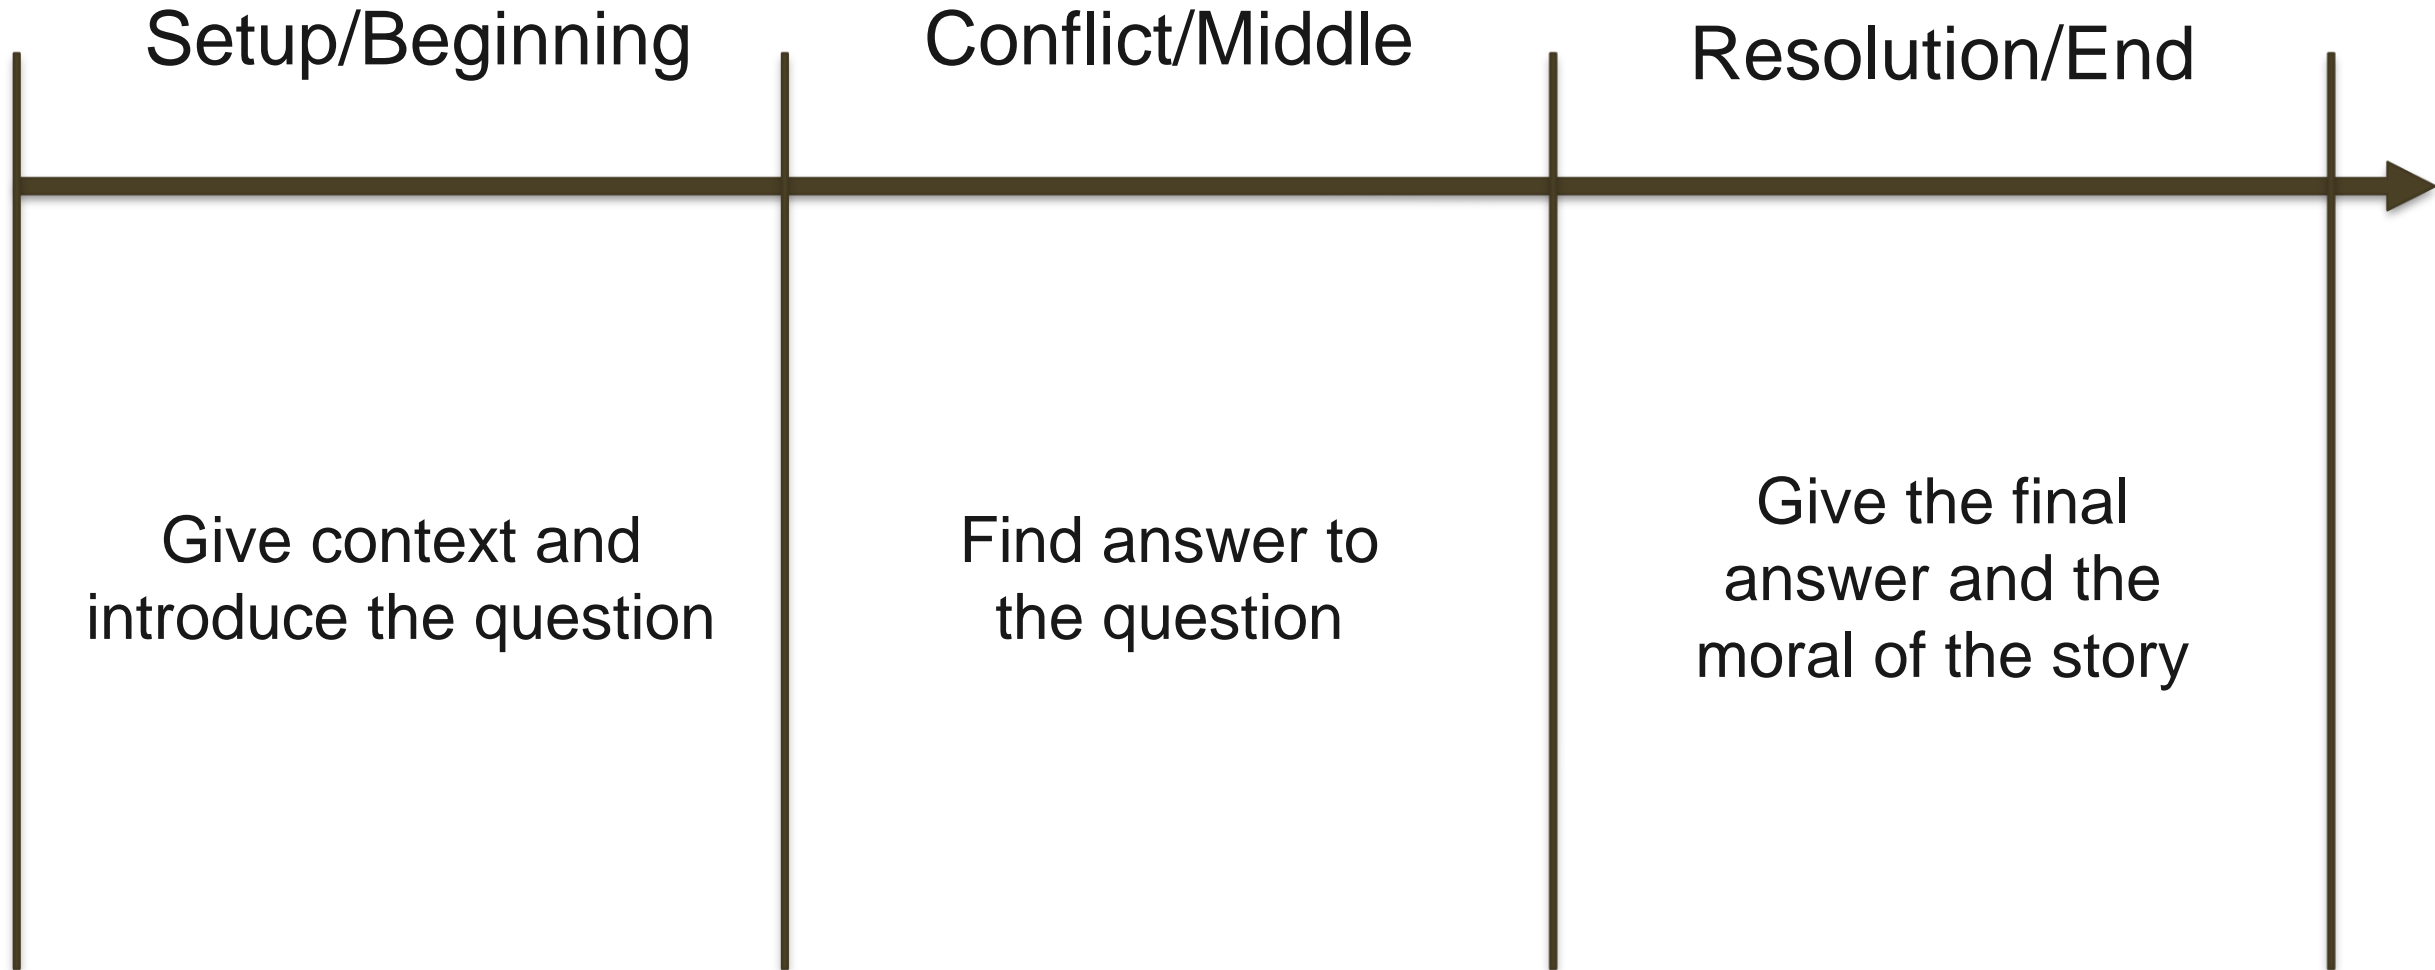 Setup/Beginning
Conflict/Middle
Resolution/End
Give context and
introduce the question
Find answer to
the question
Give the final
answer and the
moral of the story